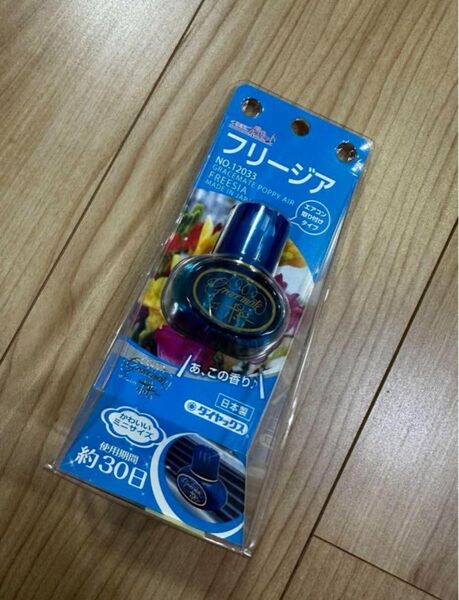 フリージア
NO.12033
GRACEMATE POPPY AIR
FREESIA
MADE IN JAPAN
エアコン
取り付け
タイプ
Gracemate
あ、この香り♪
日本製
ダイヤックス
かわいい
ミニサイズ
使用期間
約30日